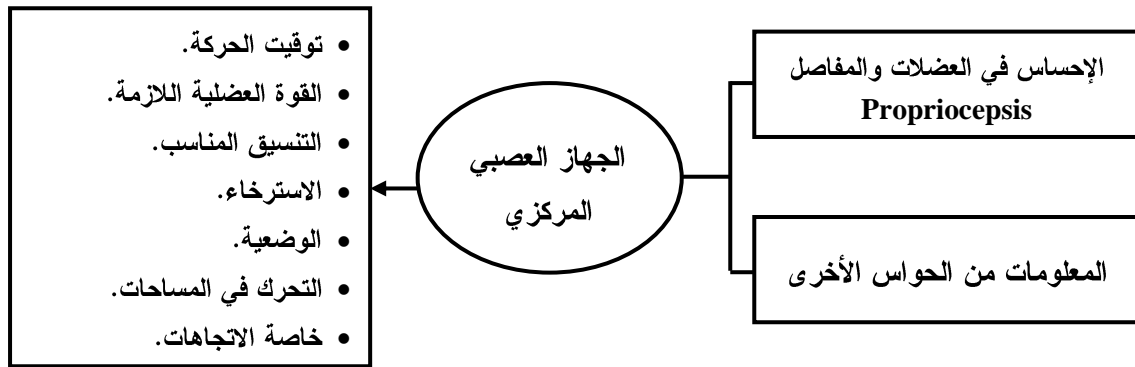 الإحساس في العضلات والمفاصل
Propriocepsis
المعلومات من الحواس الأخرى
الجهاز العصبي
المركزي
• توقيت الحركة.
• القوة العضلية اللازمة.
• التنسيق المناسب.
• الاسترخاء.
• الوضعية.
• التحرك في المساحات.
• خاصة الاتجاهات.